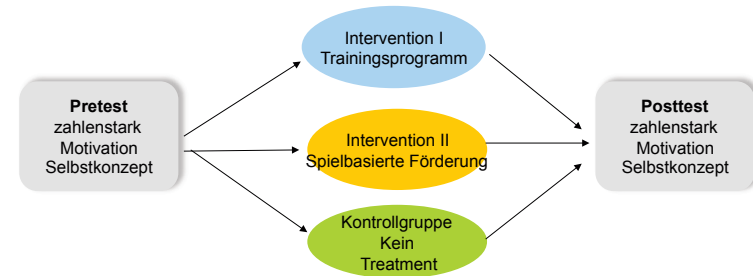 Pretest
zahlenstark
Motivation
Selbstkonzept
Intervention I
Trainingsprogramm
Intervention II
Spielbasierte Förderung
Kontrollgruppe
Kein
Treatment
Posttest
zahlenstark
Motivation
Selbstkonzept